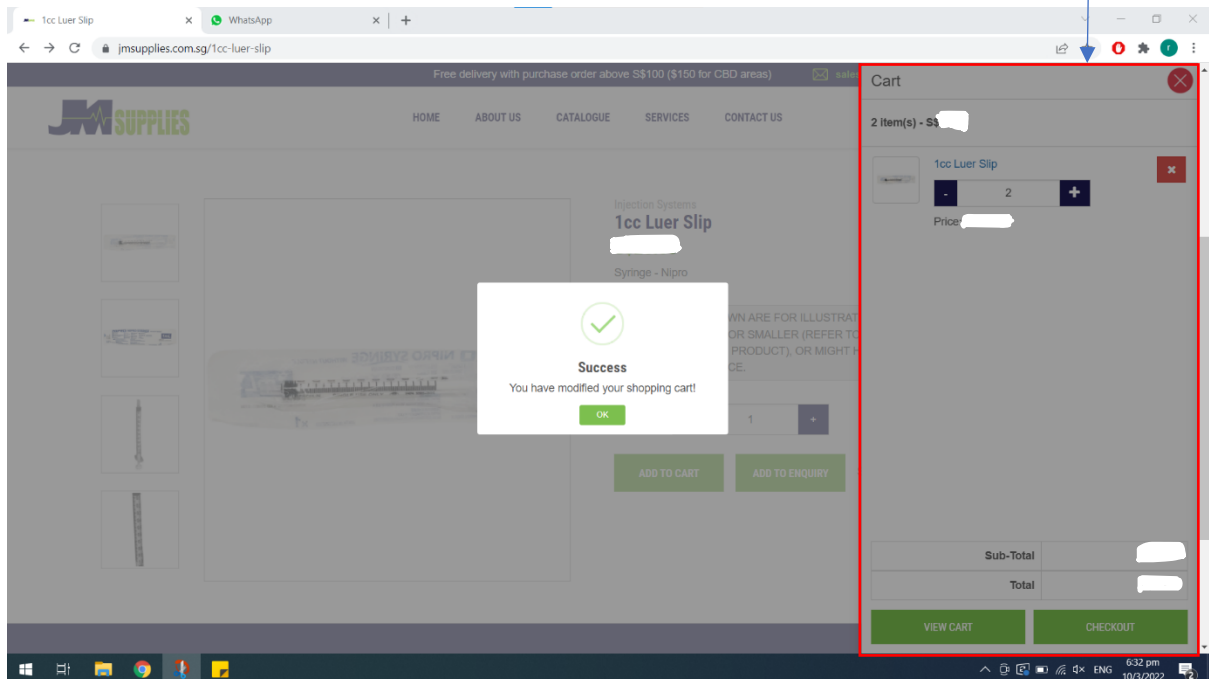 1cc Luer Slip
WhatsApp
jmsupplies.com.sg/1cc-luer-slip
r
Free delivery with purchase order above S$100 ($150 for CBD areas)
sales
JM SUPPLIES
HOME
ABOUT US
CATALOGUE
SERVICES
CONTACT US
Injection Systems
1cc Luer Slip
Syringe - Nipro
WN ARE FOR ILLUSTRAT
OR SMALLER (REFER TO
PRODUCT), OR MIGHT H
CE.
1
+
ADD TO CART
ADD TO ENQUIRY
Success
You have modified your shopping cart!
OK
Cart
2 item(s) - S$
1cc Luer Slip
-
2
+
Price:
Sub-Total
Total
VIEW CART
CHECKOUT
ENG
6:32 pm
10/3/2022
2